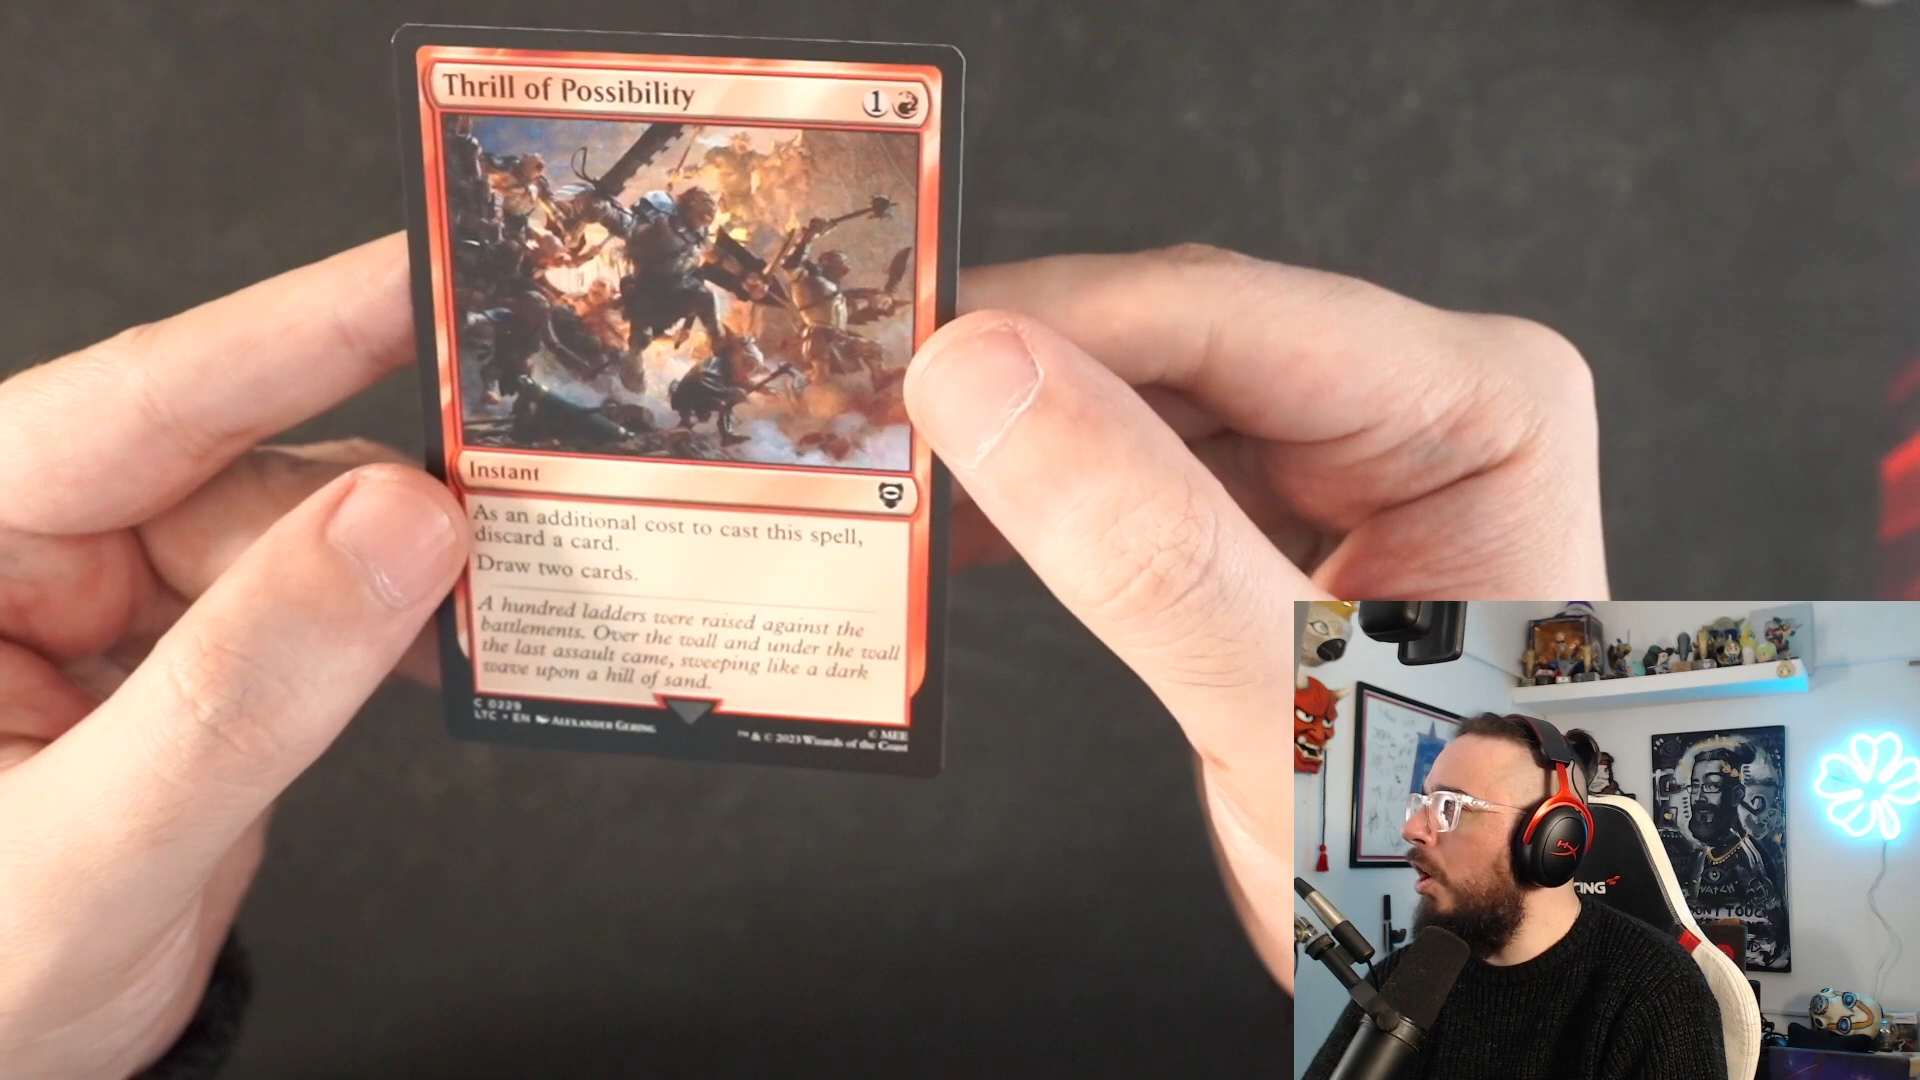 Thrill of Possibility
1
Instant
As an additional cost to cast this spell,
discard a card.
Draw two cards.
A hundred ladders were raised against the
battlements. Over the wall and under the wall
the last assault came, sweeping like a dark
wave upon a hill of sand.
C 0229
LTC • EN ALEXANDER GERING
© MEE
™ & © 2023 Wizards of the Coast